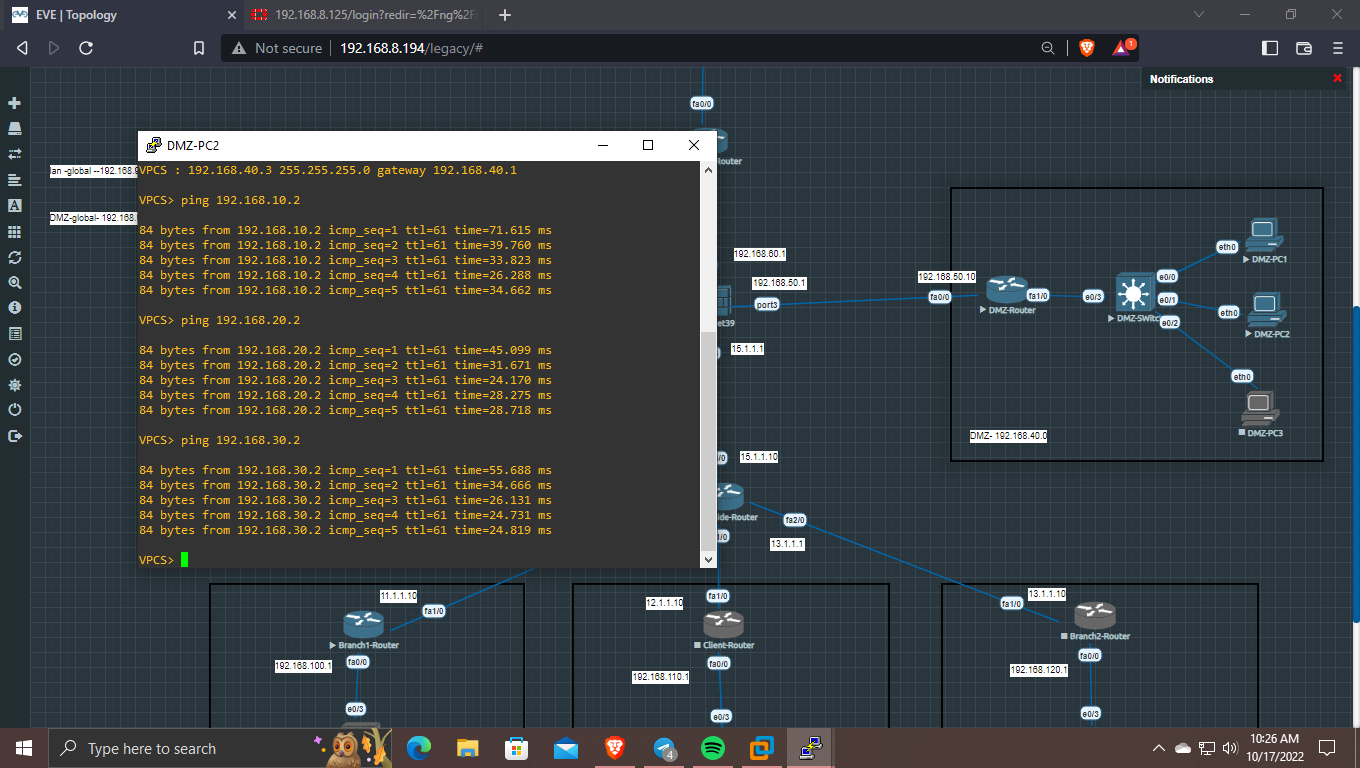 EVE | Topology
192.168.8.125/login?redir=%2Fng%2F
Not secure
192.168.8.194/legacy/#
1
Notifications
fa0/0
outer
DMZ-PC2
lan -global --192.168.
DMZ-global- 192.168.
VPCS : 192.168.40.3 255.255.255.0 gateway 192.168.40.1
VPCS> ping 192.168.10.2
84 bytes from 192.168.10.2 icmp_seq=1 ttl=61 time=71.615 ms
84 bytes from 192.168.10.2 icmp_seq=2 ttl=61 time=39.760 ms
84 bytes from 192.168.10.2 icmp_seq=3 ttl=61 time=33.823 ms
84 bytes from 192.168.10.2 icmp_seq=4 ttl=61 time=26.288 ms
84 bytes from 192.168.10.2 icmp_seq=5 ttl=61 time=34.662 ms
VPCS> ping 192.168.20.2
84 bytes from 192.168.20.2 icmp_seq=1 ttl=61 time=45.099 ms
84 bytes from 192.168.20.2 icmp_seq=2 ttl=61 time=31.671 ms
84 bytes from 192.168.20.2 icmp_seq=3 ttl=61 time=24.170 ms
84 bytes from 192.168.20.2 icmp_seq=4 ttl=61 time=28.275 ms
84 bytes from 192.168.20.2 icmp_seq=5 ttl=61 time=28.718 ms
VPCS> ping 192.168.30.2
84 bytes from 192.168.30.2 icmp_seq=1 ttl=61 time=55.688 ms
84 bytes from 192.168.30.2 icmp_seq=2 ttl=61 time=34.666 ms
84 bytes from 192.168.30.2 icmp_seq=3 ttl=61 time=26.131 ms
84 bytes from 192.168.30.2 icmp_seq=4 ttl=61 time=24.731 ms
84 bytes from 192.168.30.2 icmp_seq=5 ttl=61 time=24.819 ms
VPCS>
192.168.60.1
192.168.50.1
port3
et39
15.1.1.1
192.168.50.10
fa0/0
DMZ-Router
fa1/0
e0/3
DMZ-SWitc
e0/0
e0/1
e0/2
eth0
DMZ-PC1
eth0
DMZ-PC2
eth0
DMZ-PC3
DMZ- 192.168.40.0
/0
15.1.1.10
ide-Router
fa2/0
1/0
13.1.1.1
11.1.1.10
fa1/0
Branch1-Router
192.168.100.1
fa0/0
e0/3
12.1.1.10
fa1/0
Client-Router
fa0/0
192.168.110.1
e0/3
13.1.1.10
fa1/0
Branch2-Router
fa0/0
192.168.120.1
e0/3
Type here to search
4
10:26 AM
10/17/2022